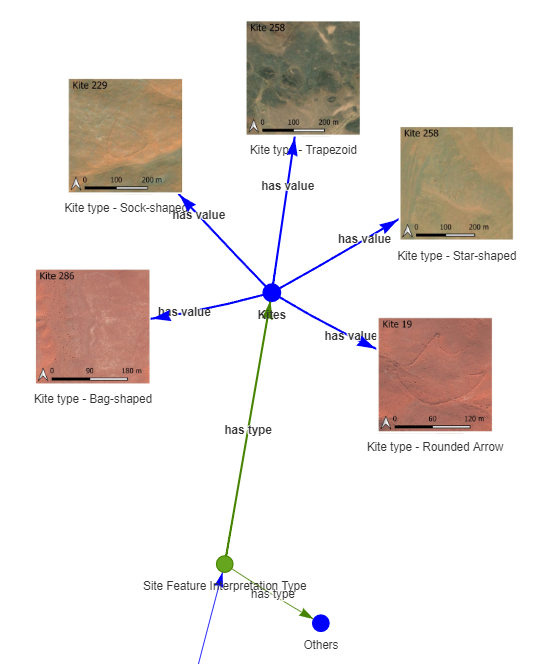 Kite 258
0 100 200 m
Kite type - Trapezoid
Kite 229
0 100 200 m
Kite type - Sock-shaped
has value
has value
Kite 258
0 100 200 m
Kite type - Star-shaped
has value
Kite 286
0 90 180 m
Kite type - Bag-shaped
has value
Kites
has value
Kite 19
0 60 120 m
Kite type - Rounded Arrow
has type
Site Feature Interpretation Type
has type
Others